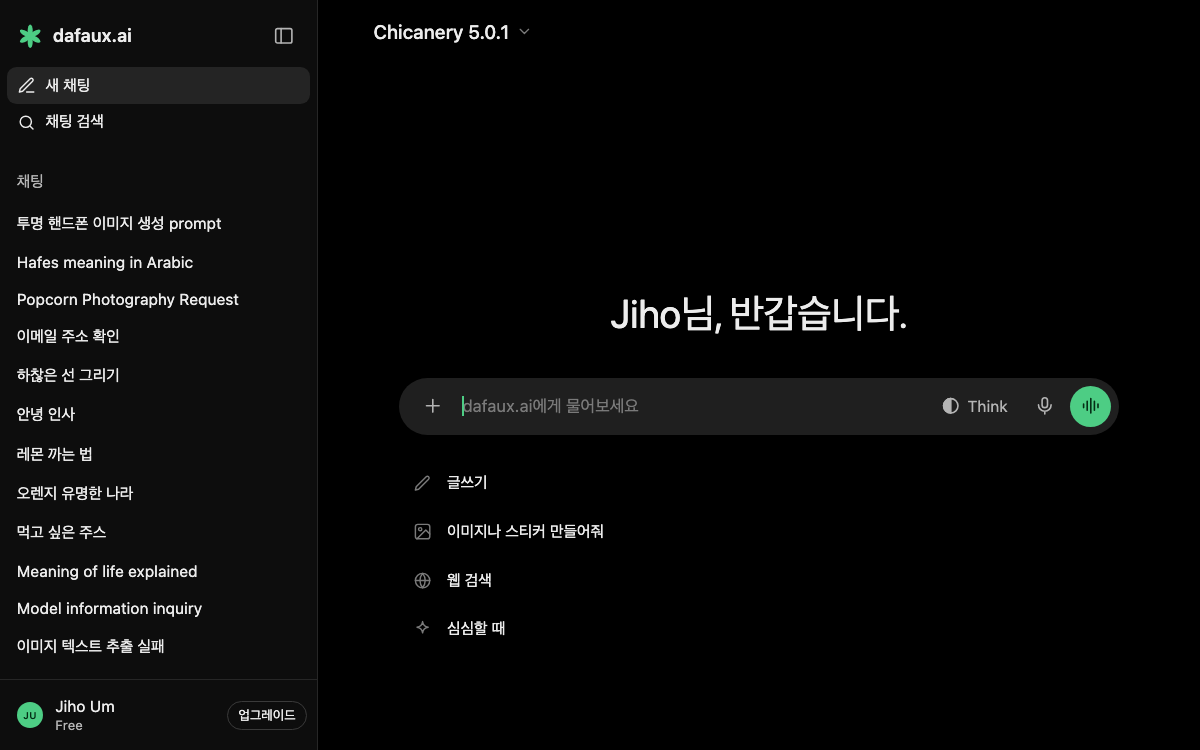 dafaux.ai
새 채팅
채팅 검색
채팅
투명 핸드폰 이미지 생성 prompt
Hafes meaning in Arabic
Popcorn Photography Request
이메일 주소 확인
하찮은 선 그리기
안녕 인사
레몬 까는 법
오렌지 유명한 나라
먹고 싶은 주스
Meaning of life explained
Model information inquiry
이미지 텍스트 추출 실패
JU
Jiho Um
Free
업그레이드
Chicanery 5.0.1
Jiho님, 반갑습니다.
dafaux.ai에게 물어보세요
Think
글쓰기
이미지나 스티커 만들어줘
웹 검색
심심할 때